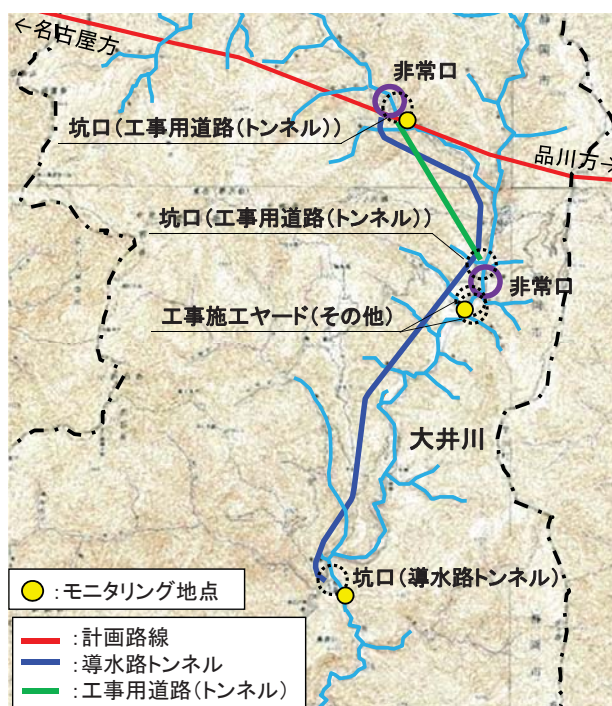 ←名古屋方
非常口
坑口（工事用道路（トンネル））
品川方→
坑口（工事用道路（トンネル））
非常口
工事施工ヤード（その他）
大井川
坑口（導水路トンネル）
：モニタリング地点
：計画路線
：導水路トンネル
：工事用道路（トンネル）